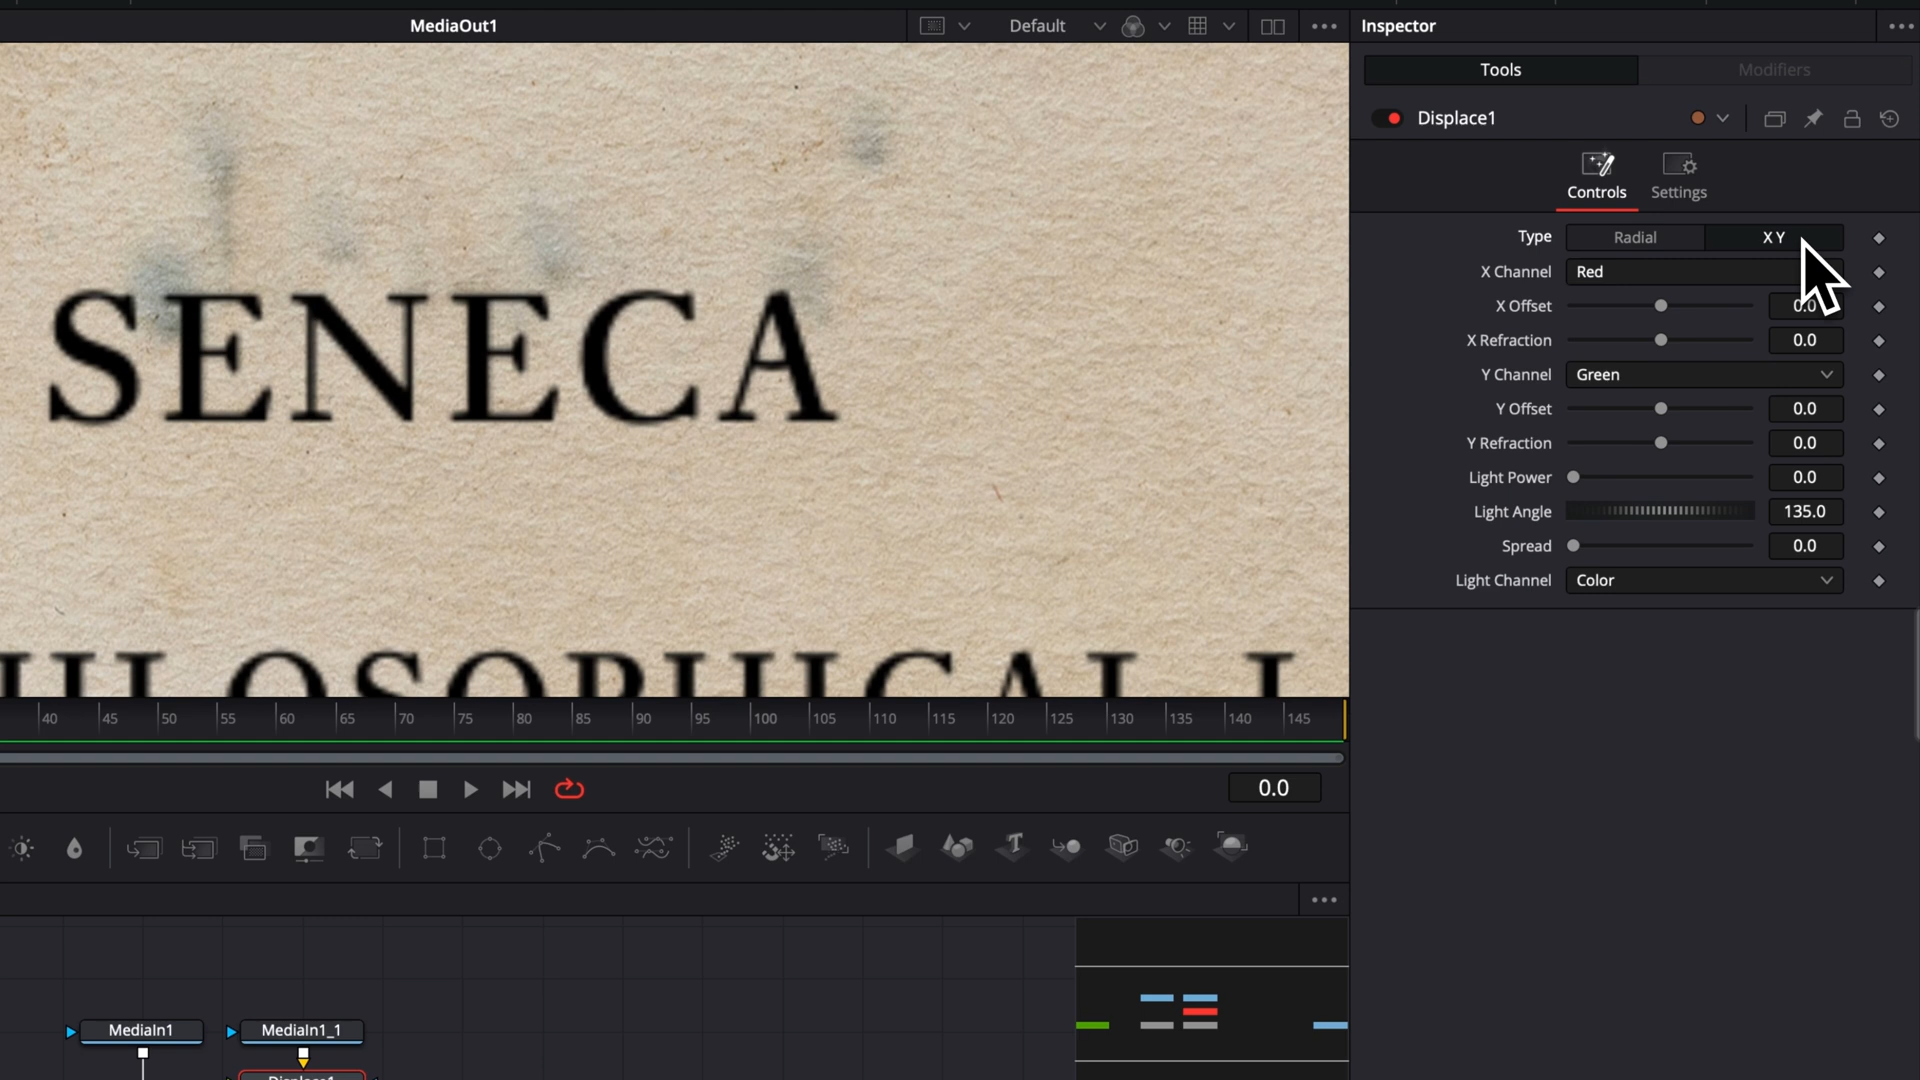 MediaOut1
Default
Inspector
Tools
Modifiers
Displace1
Controls
Settings
Type
Radial
X Y
X Channel
Red
X Offset
0.0
X Refraction
0.0
Y Channel
Green
Y Offset
0.0
Y Refraction
0.0
Light Power
0.0
Light Angle
135.0
Spread
0.0
Light Channel
Color
SENECA
40 45 50 55 60 65 70 75 80 85 90 95 100 105 110 115 120 125 130 135 140 145
0.0
MediaIn1
MediaIn1_1
Displace1